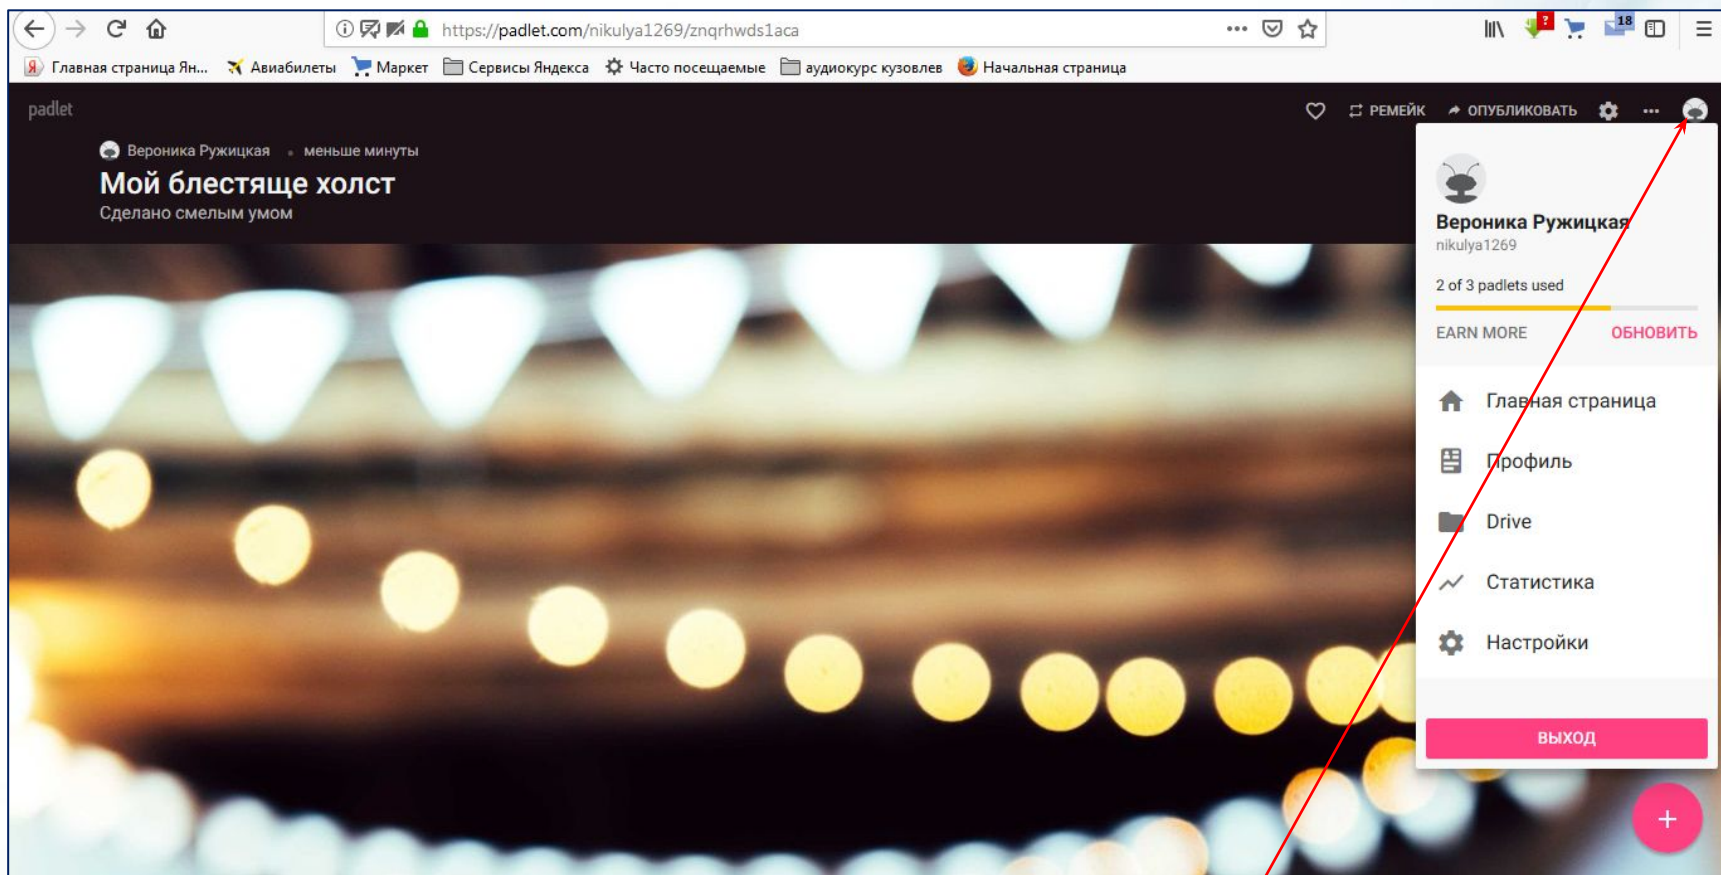 https://padlet.com/nikulya1269/znqrhwds1aca
? 18
Я Главная страница Ян... Авиабилеты Маркет Сервисы Яндекса Часто посещаемые аудиокурс кузовлев Начальная страница
padlet
РЕМЕЙК ОПУБЛИКОВАТЬ
Вероника Ружицкая • меньше минуты
Мой блестяще холст
Сделано смелым умом
Вероника Ружицкая
nikulya1269
2 of 3 padlets used
EARN MORE ОБНОВИТЬ
Главная страница
Профиль
Drive
Статистика
Настройки
ВЫХОД